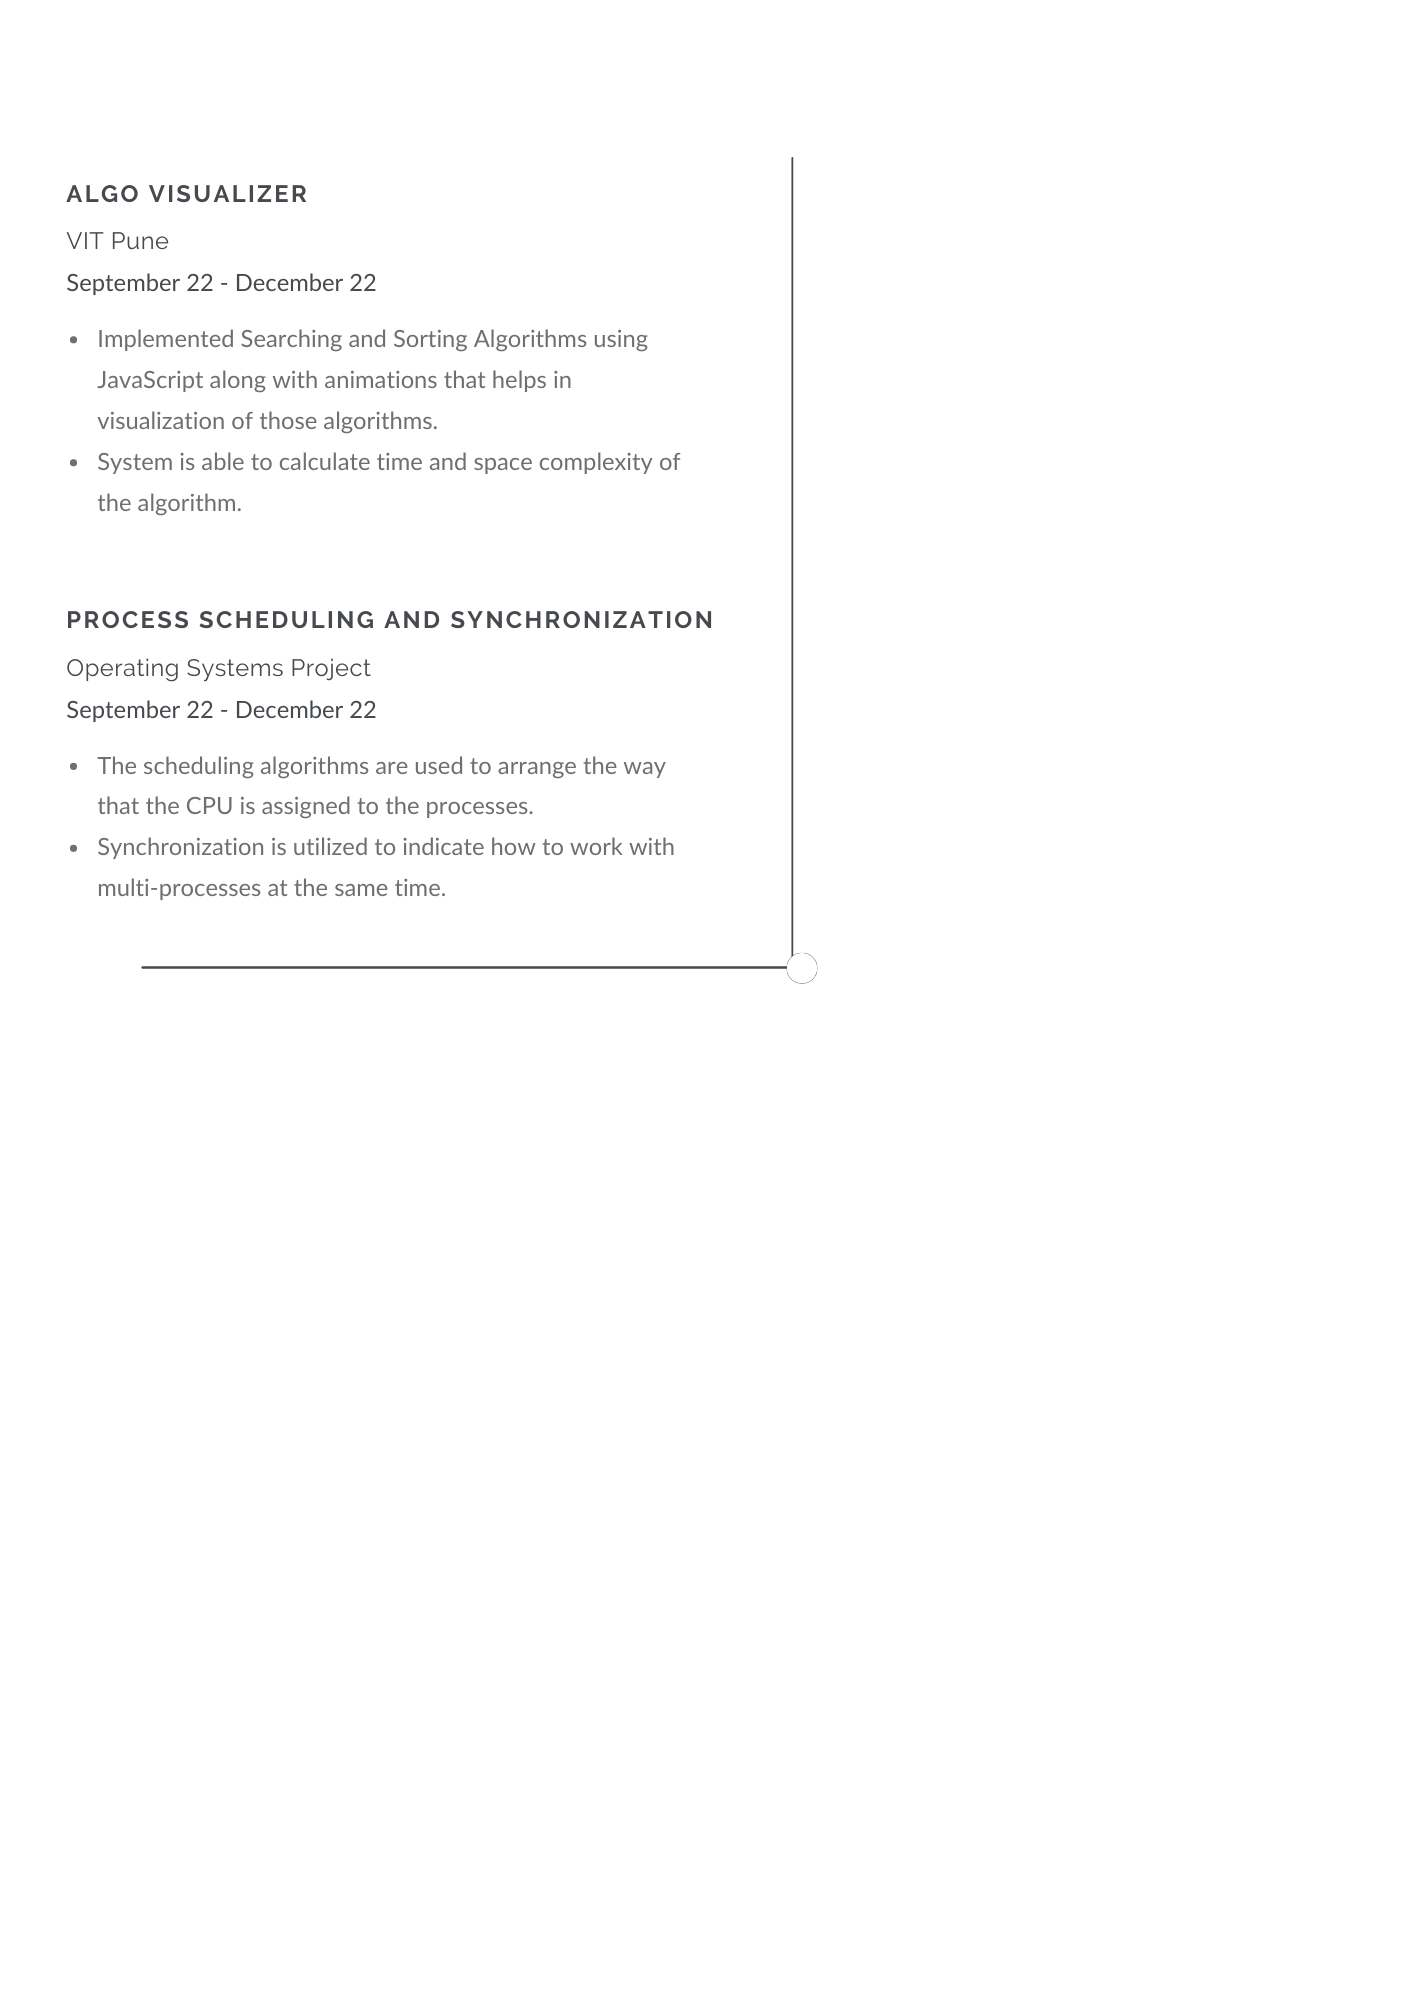 ALGO VISUALIZER
VIT Pune
September 22 - December 22
• Implemented Searching and Sorting Algorithms using
JavaScript along with animations that helps in
visualization of those algorithms.
• System is able to calculate time and space complexity of
the algorithm.
PROCESS SCHEDULING AND SYNCHRONIZATION
Operating Systems Project
September 22 - December 22
• The scheduling algorithms are used to arrange the way
that the CPU is assigned to the processes.
• Synchronization is utilized to indicate how to work with
multi-processes at the same time.